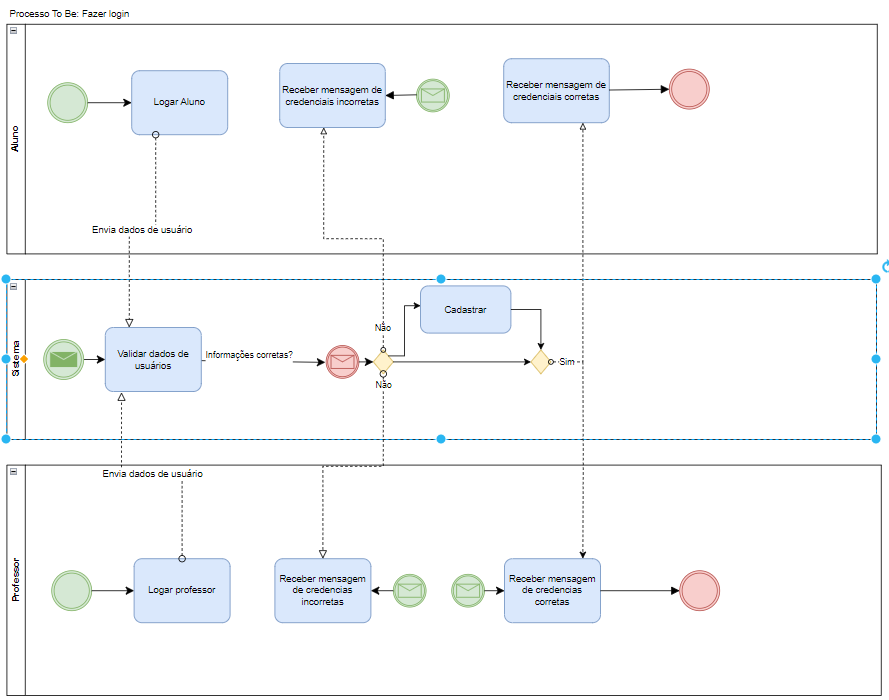 Processo To Be: Fazer login
Aluno
Logar Aluno
Receber mensagem de
credenciais incorretas
Receber mensagem de
credenciais corretas
Envia dados de usuário
Sistema
Validar dados de
usuários
Informações corretas?
Não
Cadastrar
Não
Sim
Envia dados de usuário
Professor
Logar professor
Receber mensagem
de credencias
incorretas
Receber mensagem
de credencias
corretas